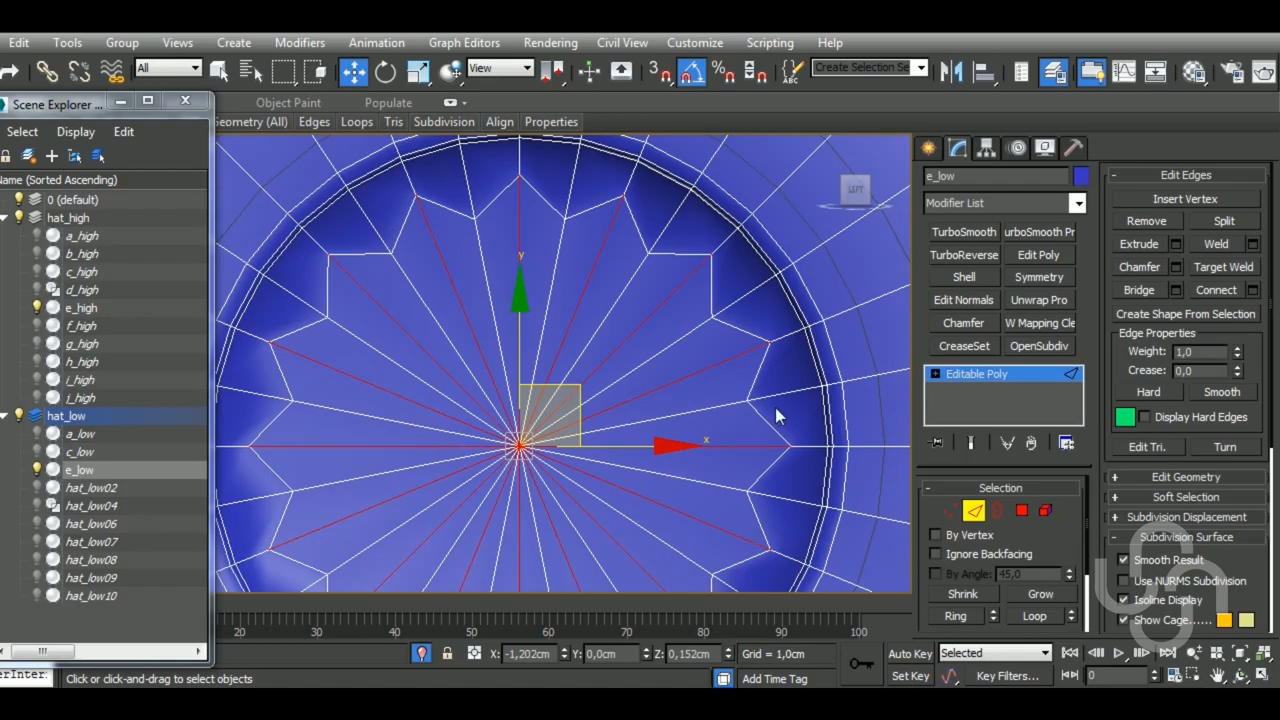 Edit Tools Group Views Create Modifiers Animation Graph Editors Rendering Civil View Customize Scripting Help
All View 3 % ABC Create Selection Se
Scene Explorer ... Object Paint Populate
Select Display Edit
Geometry (All) Edges Loops Tris Subdivision Align Properties
Name (Sorted Ascending)
0 (default)
hat_high
a_high
b_high
c_high
d_high
e_high
f_high
g_high
h_high
i_high
j_high
hat_low
a_low
c_low
e_low
hat_low02
hat_low04
hat_low06
hat_low07
hat_low08
hat_low09
hat_low10
LEFT
y
x
e_low
Modifier List
TurboSmooth urboSmooth Pr
TurboReverse Edit Poly
Shell Symmetry
Edit Normals Unwrap Pro
Chamfer W Mapping Cle
CreaseSet OpenSubdiv
Editable Poly
- Selection
By Vertex
Ignore Backfacing
By Angle: 45,0
Shrink Grow
Ring Loop
- Edit Edges
Insert Vertex
Remove Split
Extrude Weld
Chamfer Target Weld
Bridge Connect
Create Shape From Selection
Edge Properties
Weight: 1,0
Crease: 0,0
Hard Smooth
Display Hard Edges
Edit Tri. Turn
+ Edit Geometry
+ Soft Selection
+ Subdivision Displacement
- Subdivision Surface
Smooth Result
Use NURMS Subdivision
Isoline Display
Show Cage......
20 30 40 50 60 70 80 90 100
X: -1,202cm Y: 0,0cm Z: 0,152cm Grid = 1,0cm Auto Key Selected
erInter: Click or click-and-drag to select objects Add Time Tag Set Key Key Filters... 0